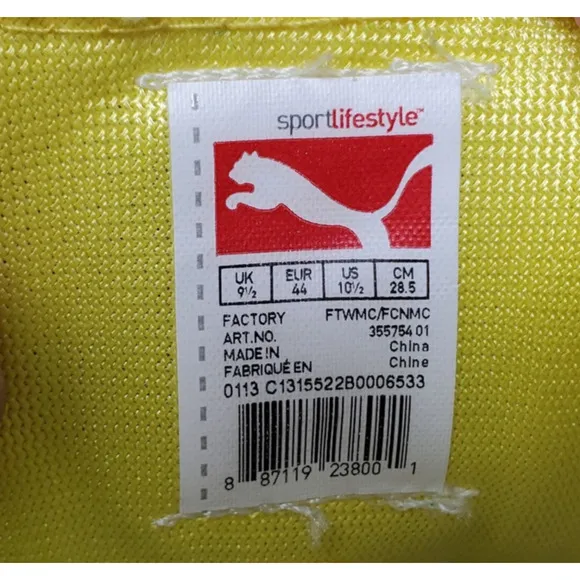 sportlifestyle™
UK EUR US CM
9½ 44 10½ 28.5
FACTORY FTWMC/FCNMC
ART.NO. 355754 01
MADE IN China
FABRIQUÉ EN Chine
0113 C1315522B0006533
8 87119 23800 1